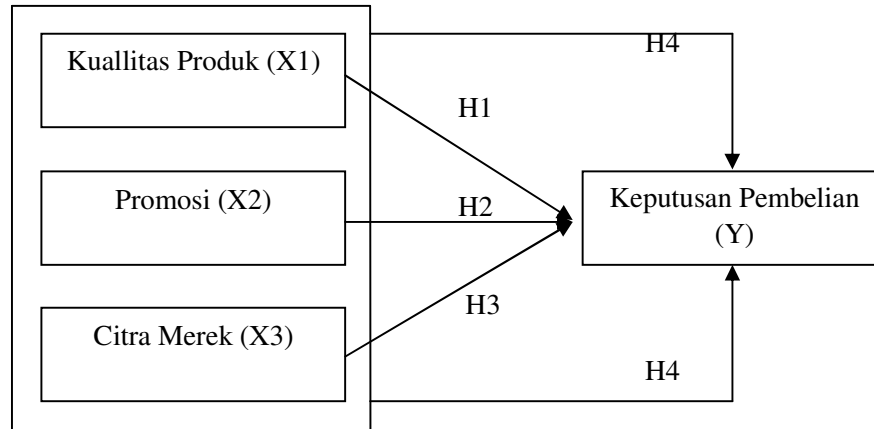 Kuallitas Produk (X1)
H4
H1
Promosi (X2)
H2
Keputusan Pembelian
(Y)
H3
Citra Merek (X3)
H4